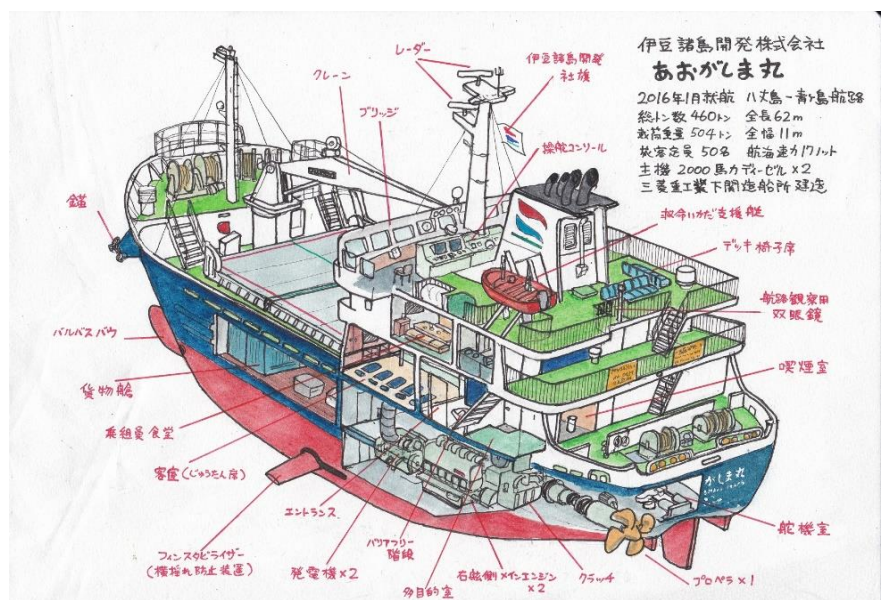 伊豆諸島開発株式会社
あおがしま丸
2016年1月就航 八丈島-青ヶ島航路
総トン数460トン 全長62m
載荷重量504トン 全幅11m
旅客定員50名 航海速力
主機2000馬力ディーゼル×2
三菱重工業下関造船所建造
レーダー
クレーン
伊豆諸島開発
社旗
ブリッジ
操舵コンソール
錨
救命いかだ支援艇
デッキ椅子席
航路観察用
双眼鏡
バルバスバウ
喫煙室
貨物艙
乗組員食堂
客室(じゅうたん席)
エントランス
バリアフリー
階段
フィンスタビライザー
(横揺れ防止装置)
発電機×2
多目的室
右舷側メインエンジン
×2
クラッチ
プロペラ×1
舵機室
がしま丸